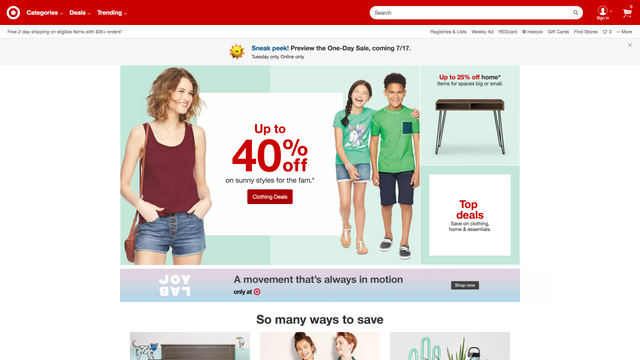 Categories
Deals
Trending
Search
Sign in
0
Free 2-day shipping on eligible items with $35+ orders*
Registries & Lists
Weekly Ad
REDcard
restock
Gift Cards
Find Stores
0
More
Sneak peek! Preview the One-Day Sale, coming 7/17.
Tuesday only. Online only.
Up to
40% off
on sunny styles for the fam.*
Clothing Deals
Up to 25% off home*
Items for spaces big or small.
Top
deals
Save on clothing,
home & essentials.
JOY
LAB
A movement that's always in motion
only at
Shop now
So many ways to save